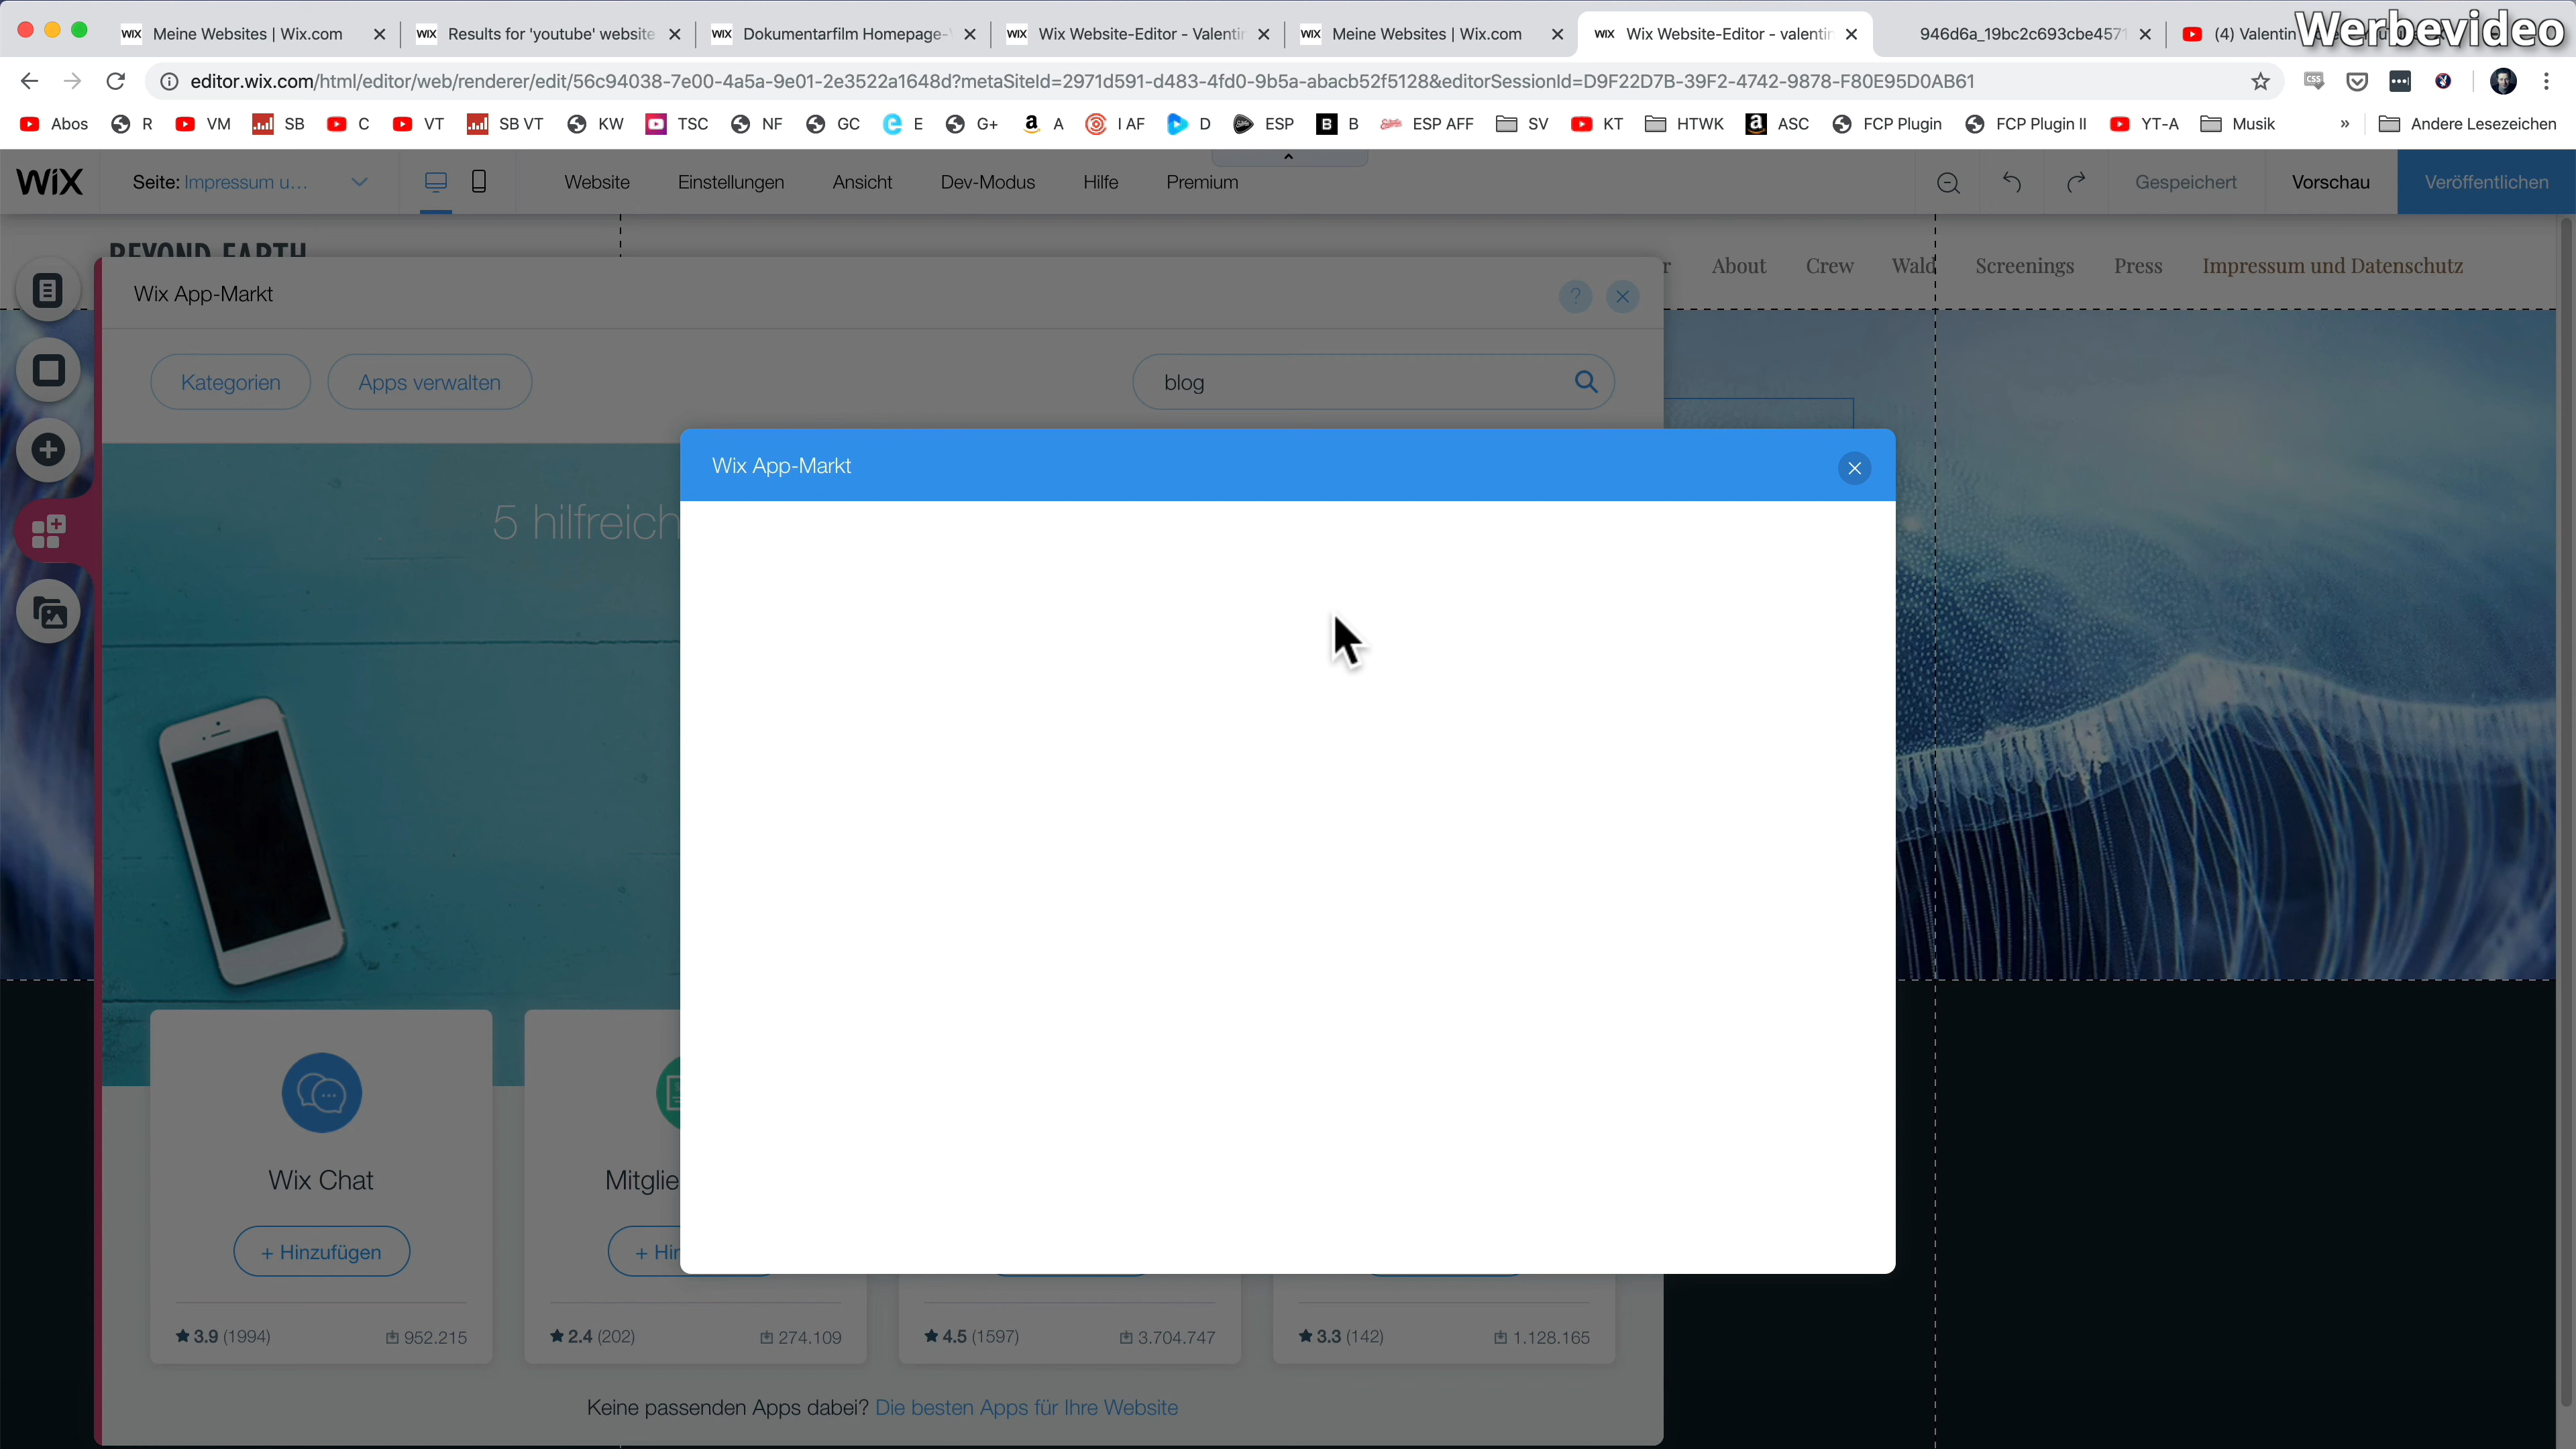 Meine Websites | Wix.com
Results for 'youtube' website
Dokumentarfilm Homepage-
Wix Website-Editor - Valentin
Meine Websites | Wix.com
Wix Website-Editor - valentin
946d6a_19bc2c693cbe4571
(4) Valentin
Werbevideo
editor.wix.com/html/editor/web/renderer/edit/56c94038-7e00-4a5a-9e01-2e3522a1648d?metaSiteId=2971d591-d483-4fd0-9b5a-abacb52f5128&editorSessionId=D9F22D7B-39F2-4742-9878-F80E95D0AB61
Abos R VM SB C VT SB VT KW TSC NF GC E G+ A I AF D ESP B ESP AFF SV KT HTWK ASC FCP Plugin FCP Plugin II YT-A Musik » Andere Lesezeichen
WiX Seite: Impressum u... Website Einstellungen Ansicht Dev-Modus Hilfe Premium Gespeichert Vorschau Veröffentlichen
BEYOND EARTH
About Crew Wald Screenings Press Impressum und Datenschutz
Wix App-Markt
?
Kategorien Apps verwalten blog
Wix App-Markt
5 hilfreich
Wix Chat
Mitglie
+ Hinzufügen
+ Hin
3.9 (1994) 952.215
2.4 (202) 274.109
4.5 (1597) 3.704.747
3.3 (142) 1.128.165
Keine passenden Apps dabei? Die besten Apps für Ihre Website